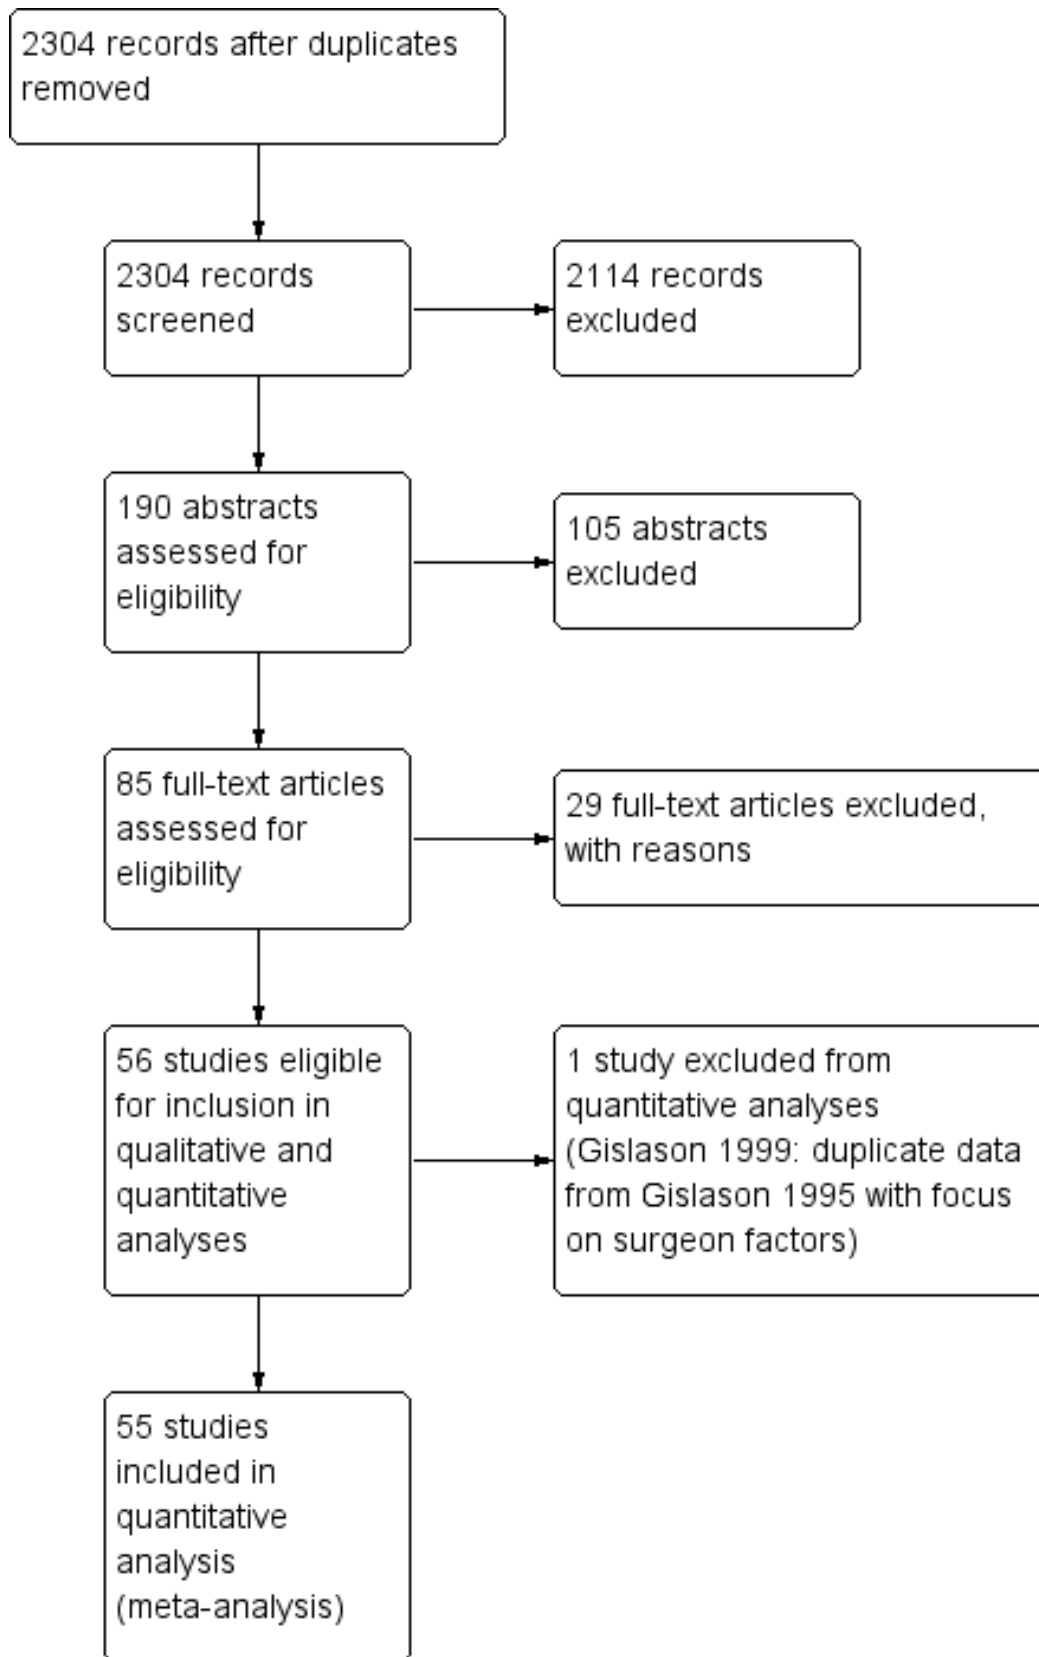 2304 records after duplicates
removed
2304 records
screened
2114 records
excluded
190 abstracts
assessed for
eligibility
105 abstracts
excluded
85 full-text articles
assessed for
eligibility
29 full-text articles excluded,
with reasons
56 studies eligible
for inclusion in
qualitative and
quantitative
analyses
1 study excluded from
quantitative analyses
(Gislason 1999: duplicate data
from Gislason 1995 with focus
on surgeon factors)
55 studies
included in
quantitative
analysis
(meta-analysis)